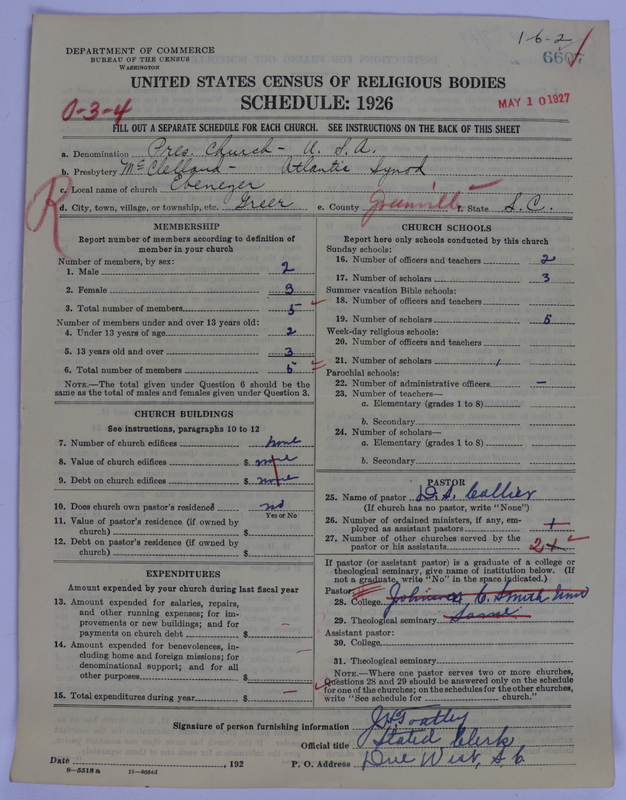 1-6-2
DEPARTMENT OF COMMERCE
BUREAU OF THE CENSUS
WASHINGTON
6607
UNITED STATES CENSUS OF RELIGIOUS BODIES
SCHEDULE: 1926
MAY 10 1927
0-3-4
FILL OUT A SEPARATE SCHEDULE FOR EACH CHURCH. SEE INSTRUCTIONS ON THE BACK OF THIS SHEET
a. Denomination Pres. Church - U.S.A.
b. Presbytery McClelland - Atlantic Synod
c. Local name of church Ebenezer
d. City, town, village, or township, etc. Greer e. County Greenville f. State S.C.
R
MEMBERSHIP
Report number of members according to definition of
member in your church
Number of members, by sex:
1. Male 2
2. Female 3
3. Total number of members 5
Number of members under and over 13 years old:
4. Under 13 years of age 2
5. 13 years old and over 3
6. Total number of members 5
NOTE.—The total given under Question 6 should be
the same as the total of males and females given under Question 3.
CHURCH BUILDINGS
See instructions, paragraphs 10 to 12
7. Number of church edifices none
8. Value of church edifices $ none
9. Debt on church edifices $ none
10. Does church own pastor's residence? no
Yes or No
11. Value of pastor's residence (if owned by
church) $
12. Debt on pastor's residence (if owned by
church) $
EXPENDITURES
Amount expended by your church during last fiscal year
13. Amount expended for salaries, repairs,
and other running expenses; for im-
provements or new buildings; and for
payments on church debt $ —
14. Amount expended for benevolences, in-
cluding home and foreign missions; for
denominational support; and for all
other purposes $
15. Total expenditures during year $ —
CHURCH SCHOOLS
Report here only schools conducted by this church
Sunday schools:
16. Number of officers and teachers 2
17. Number of scholars 3
Summer vacation Bible schools:
18. Number of officers and teachers
19. Number of scholars 5
Week-day religious schools:
20. Number of officers and teachers
21. Number of scholars
Parochial schools:
22. Number of administrative officers —
23. Number of teachers—
a. Elementary (grades 1 to 8)
b. Secondary
24. Number of scholars—
a. Elementary (grades 1 to 8)
b. Secondary
PASTOR
25. Name of pastor D.S. Collier
(If church has no pastor, write "None")
26. Number of ordained ministers, if any, em-
ployed as assistant pastors 1
27. Number of other churches served by the
pastor or his assistants 2 1
If pastor (or assistant pastor) is a graduate of a college or
theological seminary, give name of institution below. (If
not a graduate, write "No" in the space indicated.)
Pastor:
28. College Johnson C. Smith Univ
29. Theological seminary Same
Assistant pastor:
30. College
31. Theological seminary
NOTE.—Where one pastor serves two or more churches,
Questions 28 and 29 should be answered only on the schedule
for one of the churches; on the schedules for the other churches,
write "See schedule for church."
Signature of person furnishing information J.W. Foatley
Official title Stated Clerk
Date , 192 P. O. Address Due West, S.C.
8-5518a 11-